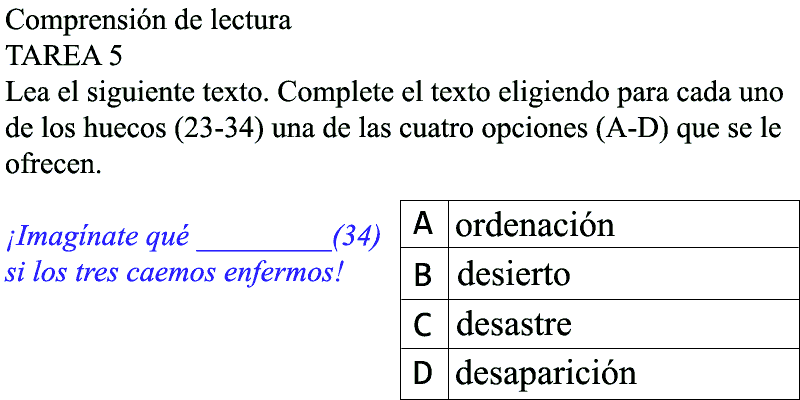 Comprensión de lectura
TAREA 5
Lea el siguiente texto. Complete el texto eligiendo para cada uno
de los huecos (23-34) una de las cuatro opciones (A-D) que se le
ofrecen.
¡Imagínate qué _________(34)
si los tres caemos enfermos!
A ordenación
B desierto
C desastre
D desaparición